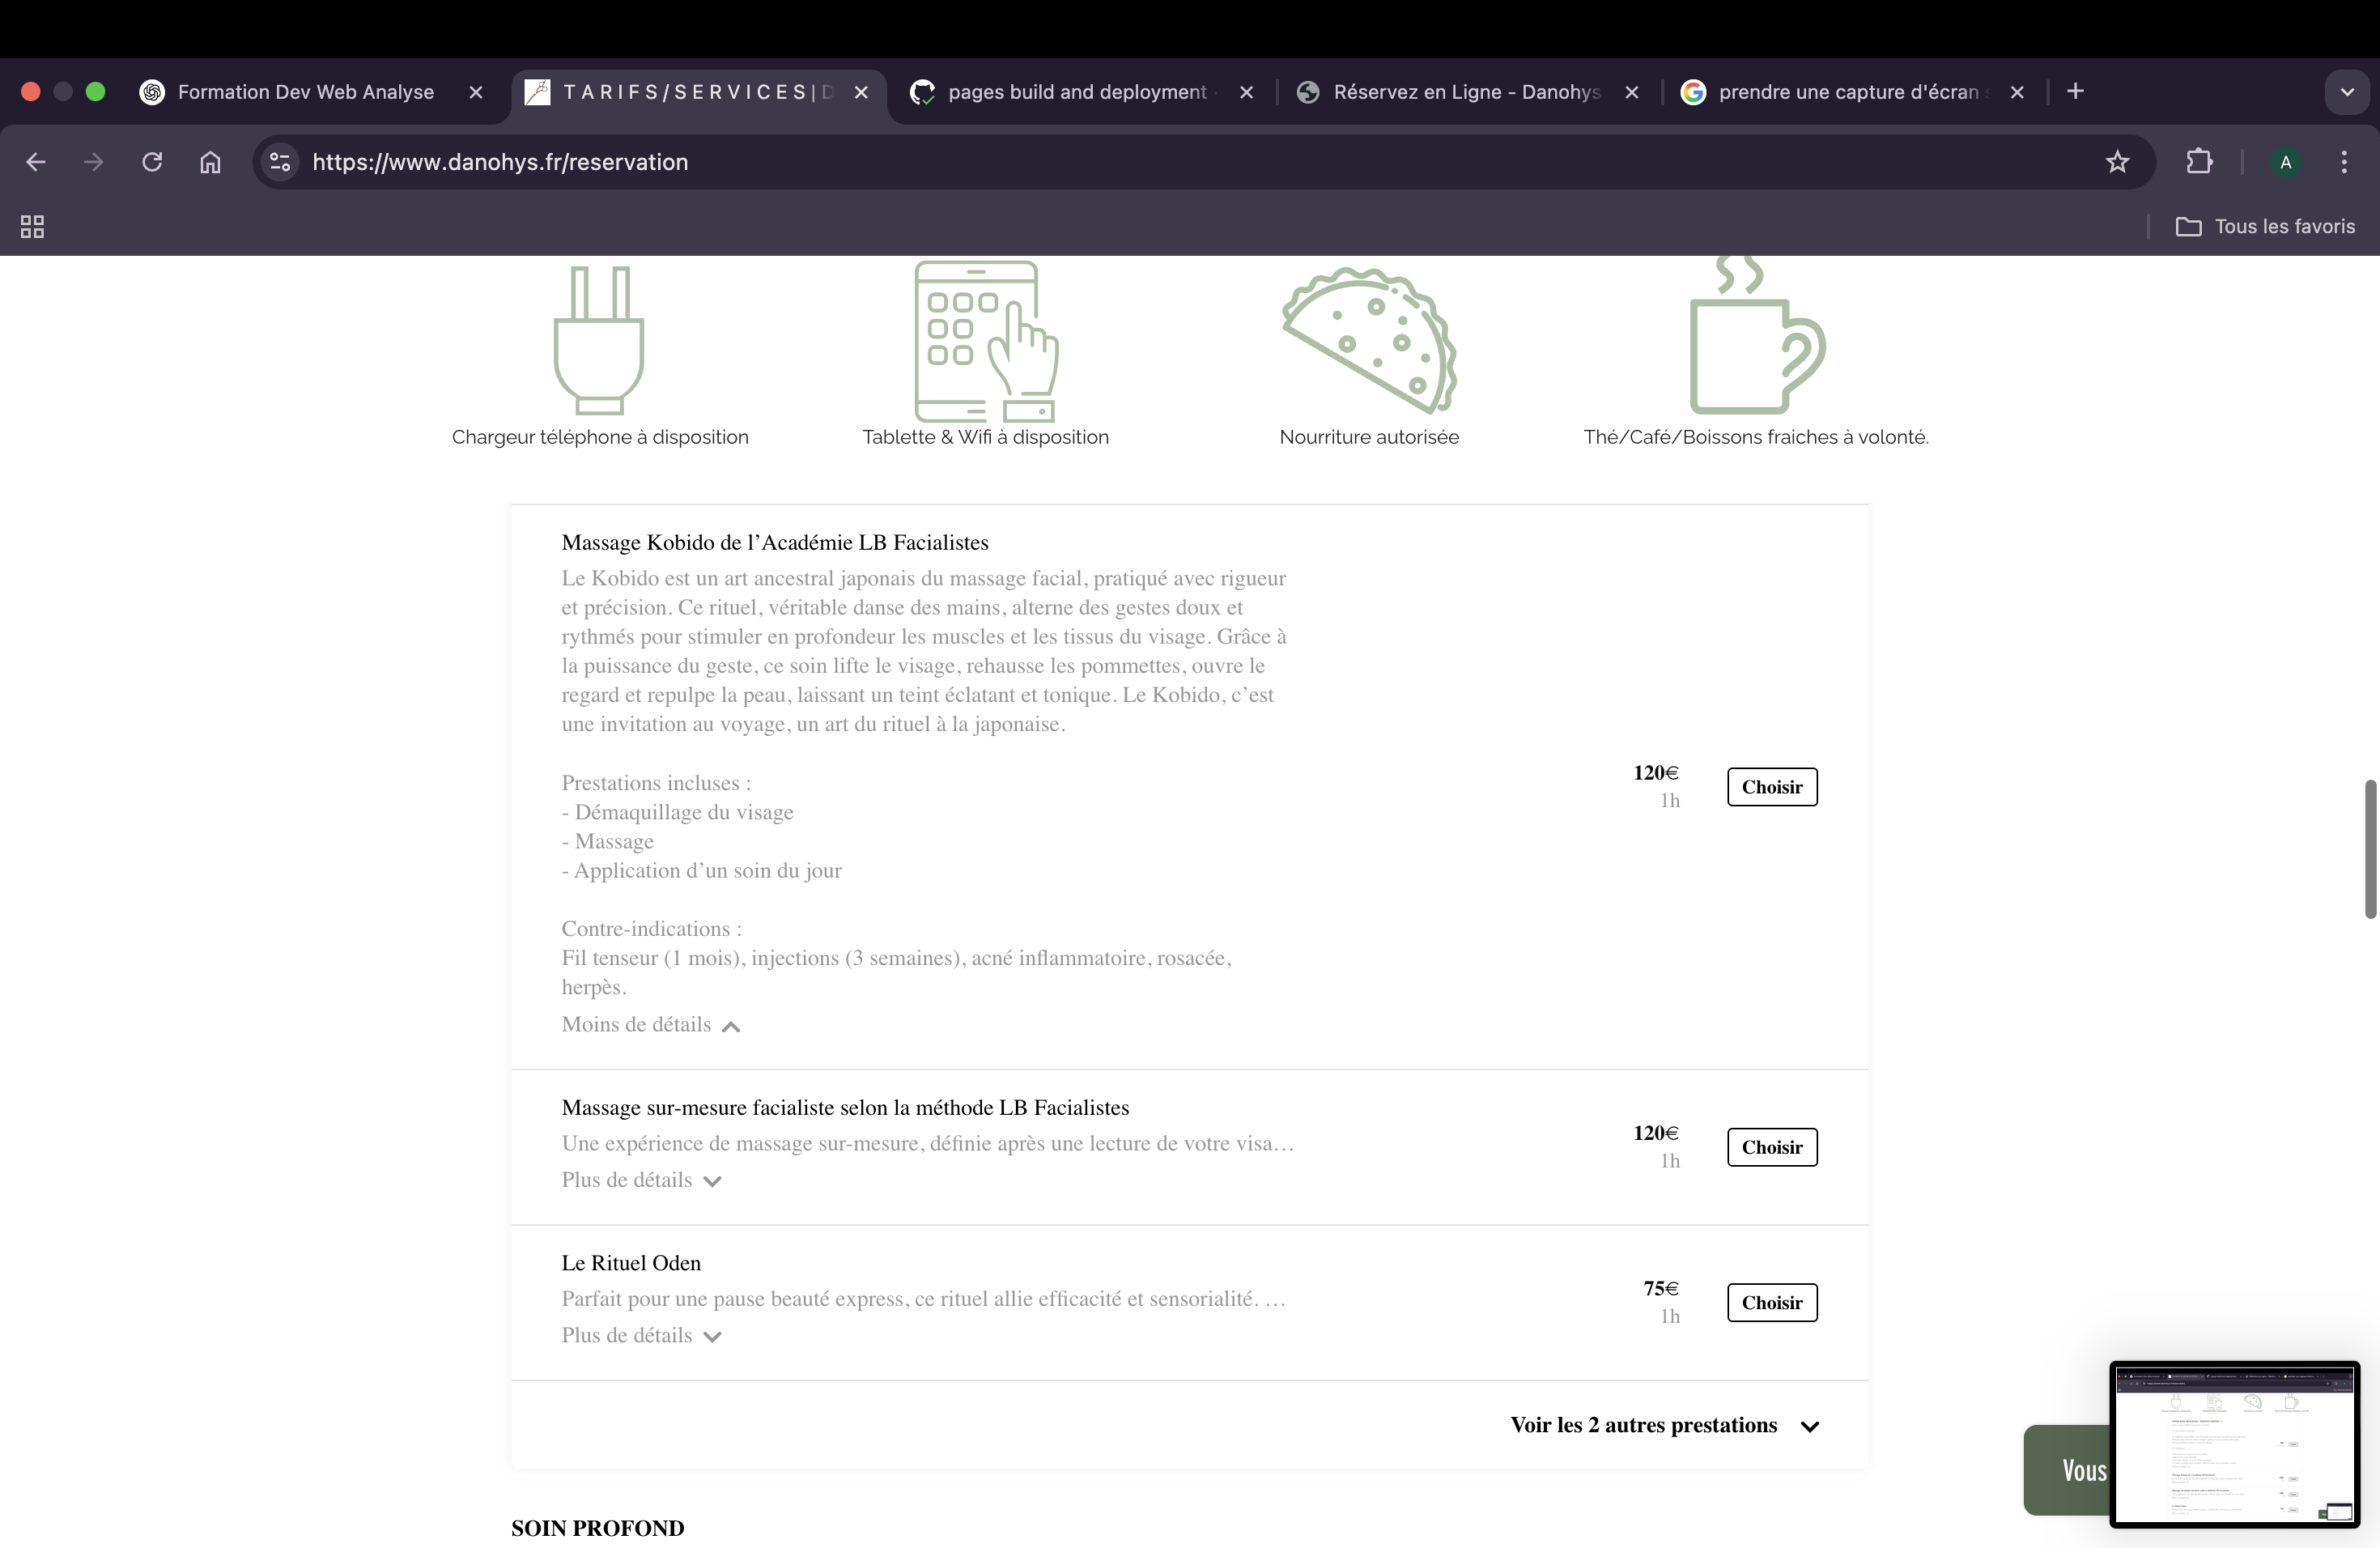 Formation Dev Web Analyse
T A R I F S / S E R V I C E S | D
pages build and deployment
Réservez en Ligne - Danohys
prendre une capture d'écran
https://www.danohys.fr/reservation
A
Tous les favoris
Chargeur téléphone à disposition
Tablette & Wifi à disposition
Nourriture autorisée
Thé/Café/Boissons fraiches à volonté.
Massage Kobido de l’Académie LB Facialistes
Le Kobido est un art ancestral japonais du massage facial, pratiqué avec rigueur
et précision. Ce rituel, véritable danse des mains, alterne des gestes doux et
rythmés pour stimuler en profondeur les muscles et les tissus du visage. Grâce à
la puissance du geste, ce soin lifte le visage, rehausse les pommettes, ouvre le
regard et repulpe la peau, laissant un teint éclatant et tonique. Le Kobido, c’est
une invitation au voyage, un art du rituel à la japonaise.
Prestations incluses :
- Démaquillage du visage
- Massage
- Application d’un soin du jour
Contre-indications :
Fil tenseur (1 mois), injections (3 semaines), acné inflammatoire, rosacée,
herpès.
Moins de détails
120€
1h
Choisir
Massage sur-mesure facialiste selon la méthode LB Facialistes
Une expérience de massage sur-mesure, définie après une lecture de votre visa…
Plus de détails
120€
1h
Choisir
Le Rituel Oden
Parfait pour une pause beauté express, ce rituel allie efficacité et sensorialité. …
Plus de détails
75€
1h
Choisir
Voir les 2 autres prestations
Vous
SOIN PROFOND